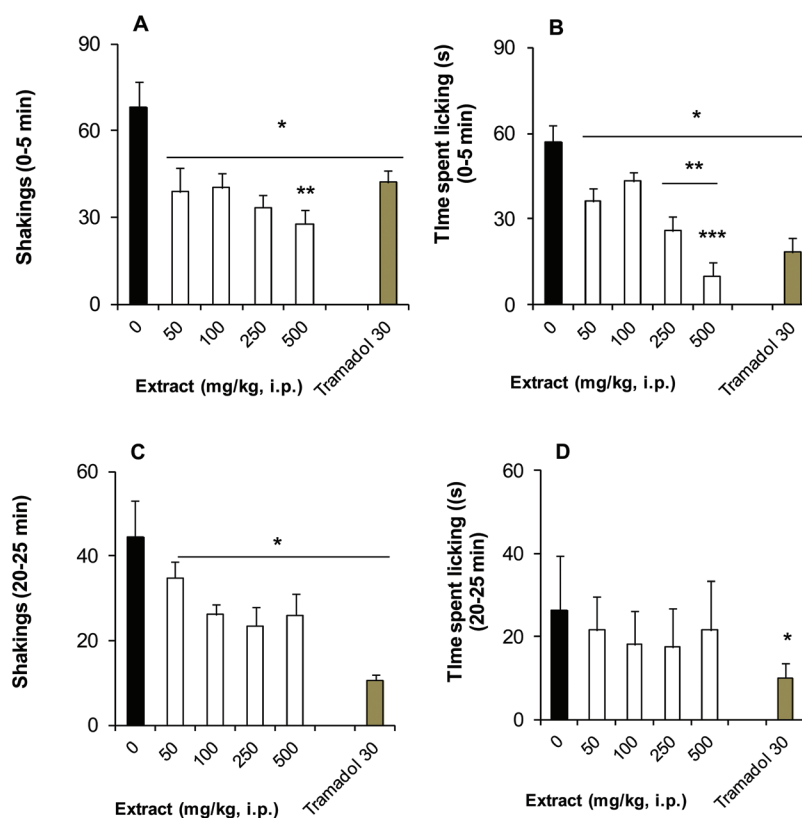 A
Shakings (0-5 min)
90
60
30
0
*
**
0
50
100
250
500
Tramadol 30
Extract (mg/kg, i.p.)
B
TIme spent licking (s)
(0-5 min)
90
60
30
0
*
**
***
0
50
100
250
500
Tramadol 30
Extract (mg/kg, i.p.)
C
Shakings (20-25 min)
60
40
20
0
*
0
50
100
250
500
Tramadol 30
Extract (mg/kg, i.p.)
D
TIme spent licking ((s)
(20-25 min)
60
40
20
0
*
0
50
100
250
500
Tramadol 30
Extract (mg/kg, i.p.)